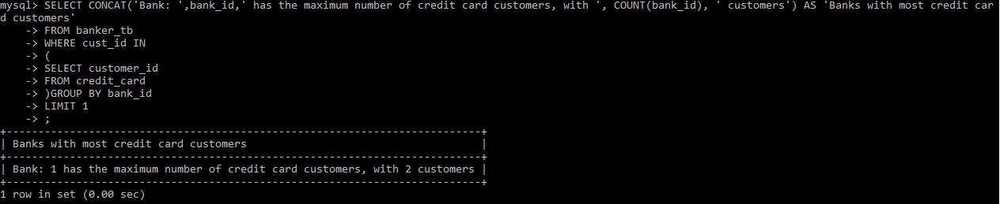 mysql> SELECT CONCAT('Bank: ',bank_id,' has the maximum number of credit card customers, with ', COUNT(bank_id), ' customers') AS 'Banks with most credit car
d customers'
    -> FROM banker_tb
    -> WHERE cust_id IN
    -> (
    -> SELECT customer_id
    -> FROM credit_card
    -> )GROUP BY bank_id
    -> LIMIT 1
    -> ;
+---------------------------------------------------------------------------+
| Banks with most credit card customers                                     |
+---------------------------------------------------------------------------+
| Bank: 1 has the maximum number of credit card customers, with 2 customers |
+---------------------------------------------------------------------------+
1 row in set (0.00 sec)